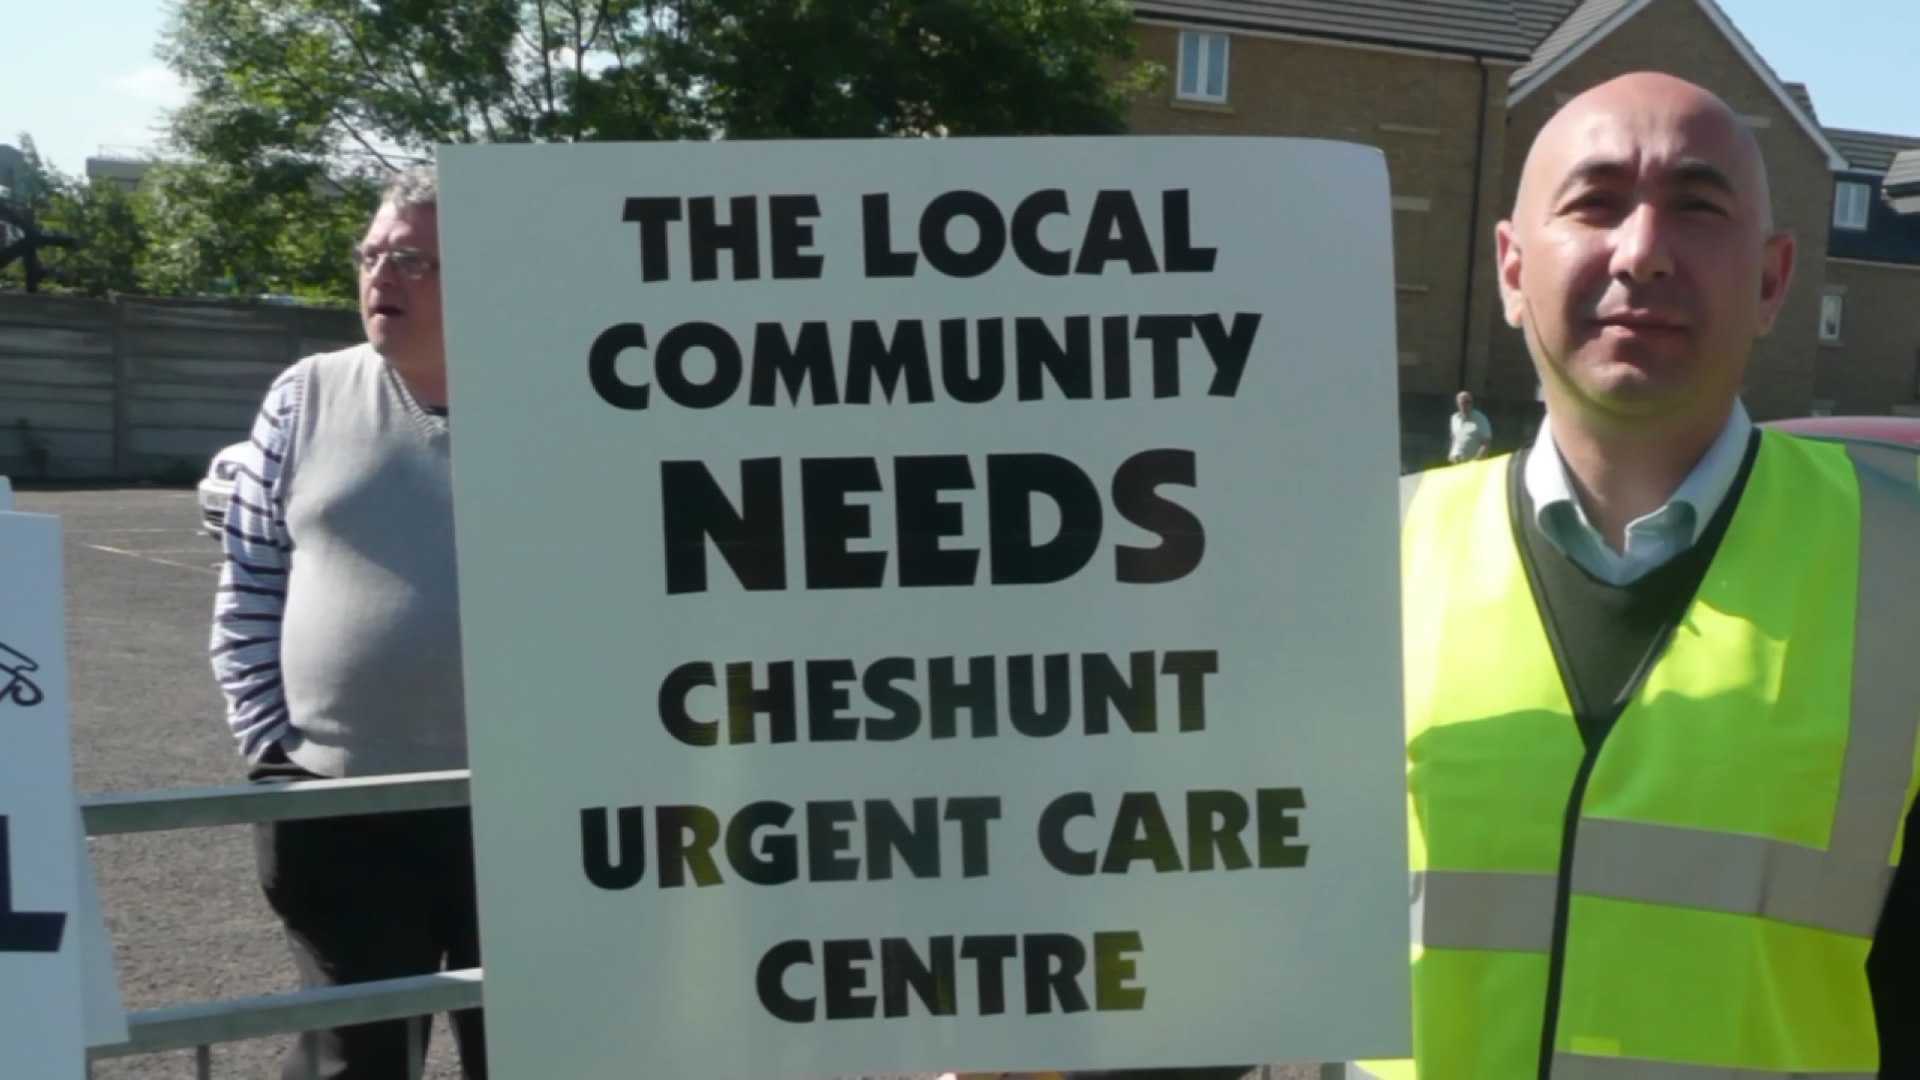 THE LOCAL
COMMUNITY
NEEDS
CHESHUNT
URGENT CARE
CENTRE
L